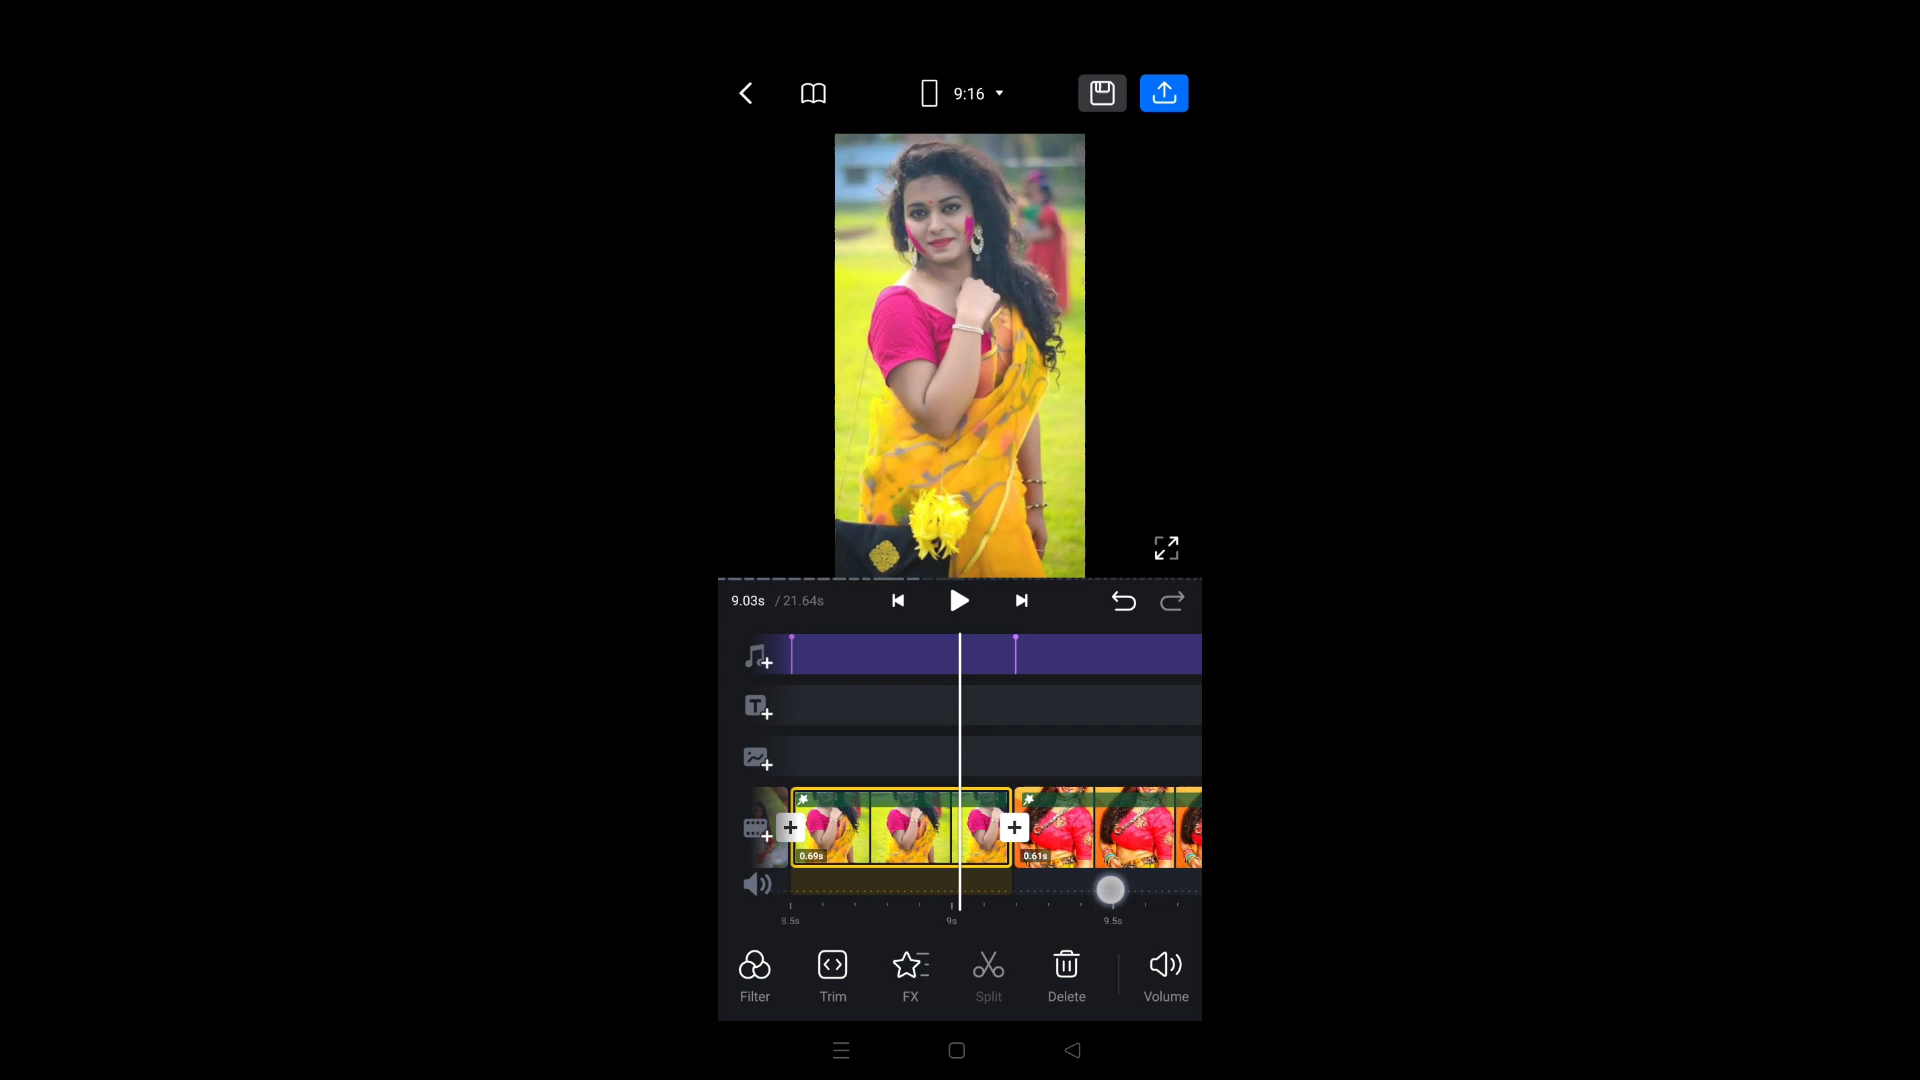 9:16
9.03s / 21.64s
T
0.69s
0.61s
8.5s
9s
9.5s
Filter
Trim
FX
Split
Delete
Volume